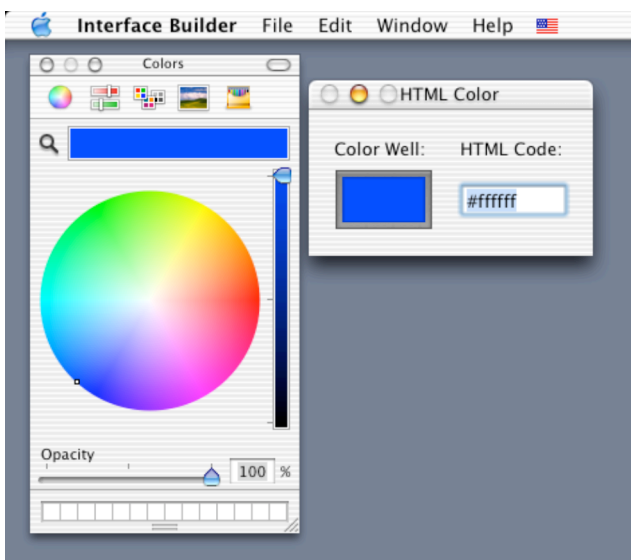 Interface Builder File Edit Window Help
Colors
HTML Color
Color Well: HTML Code:
#ffffff
Opacity
100 %